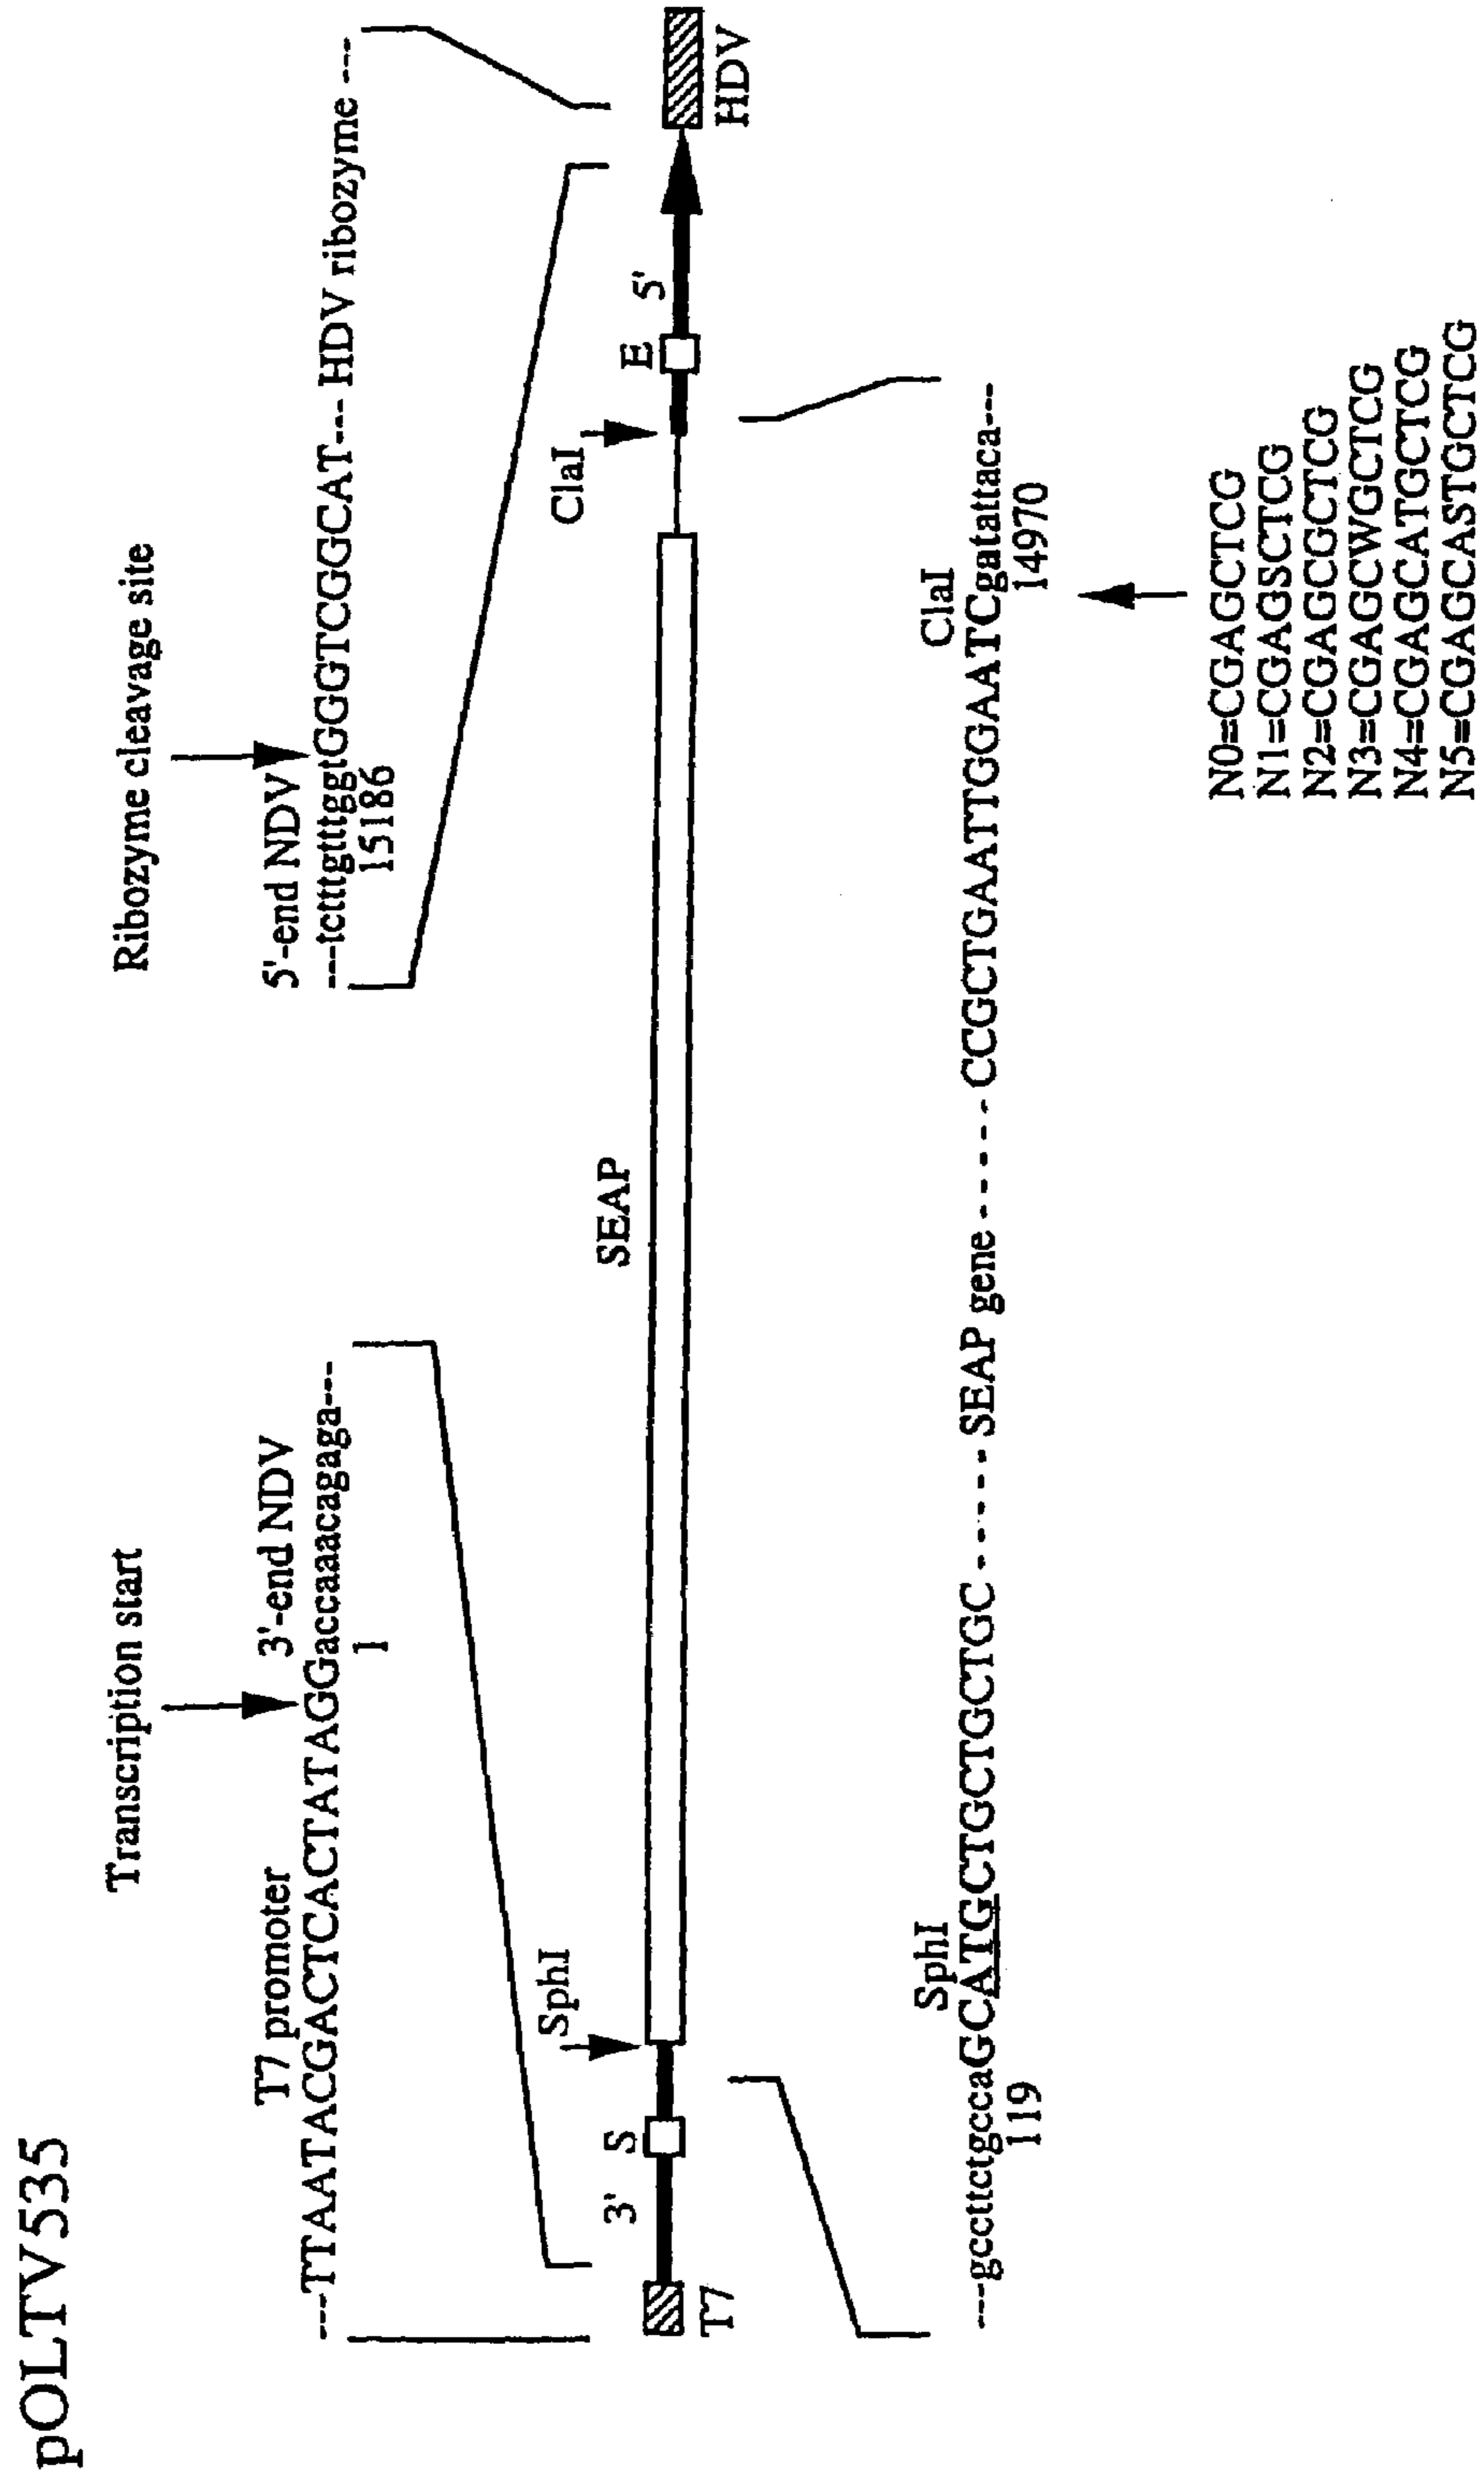 pOLTV535
Transcription start
Ribozyme cleavage site
T7 promoter
3'-end NDV
5'-end NDV
---TTAATACGACTCACTATAGGaccaaacagaga---
---tctttgtttggtGGGTCGGCAT--- HDV ribozyme ---
1
15186
SphI
SEAP
ClaI
3'
S
E
5'
T7
HDV
SphI
ClaI
---gccttctgccaGCATGCTGCTGCTGCTGC-----SEAP gene-----CCGCTGAATTGGAATCgatattaca---
119
14970
N0=CGAGCTCG
N1=CGAGSCTCG
N2=CGAGCGCTCG
N3=CGAGCWGCTCG
N4=CGAGCATGCTCG
N5=CGAGCASTGCTCG